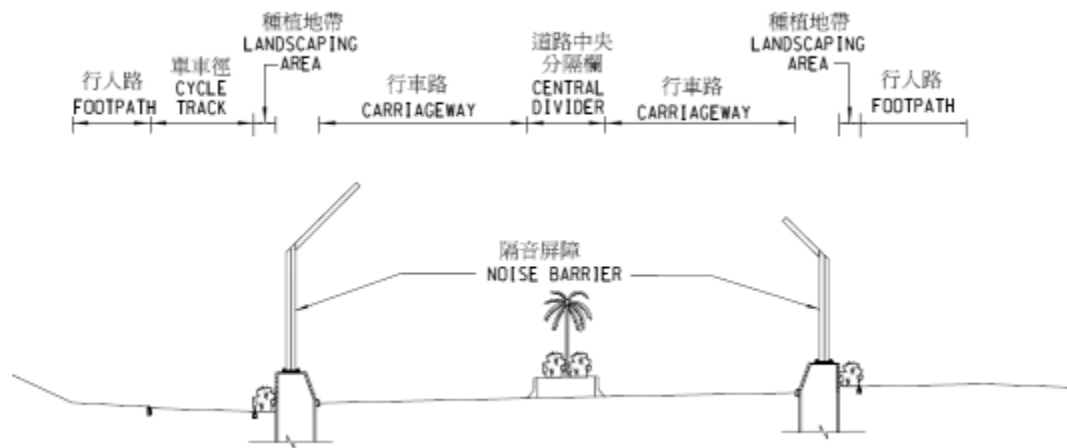 行人路
FOOTPATH
單車徑
CYCLE
TRACK
種植地帶
LANDSCAPING
AREA
行車路
CARRIAGEWAY
道路中央
分隔欄
CENTRAL
DIVIDER
行車路
CARRIAGEWAY
種植地帶
LANDSCAPING
AREA
行人路
FOOTPATH
隔音屏障
NOISE BARRIER